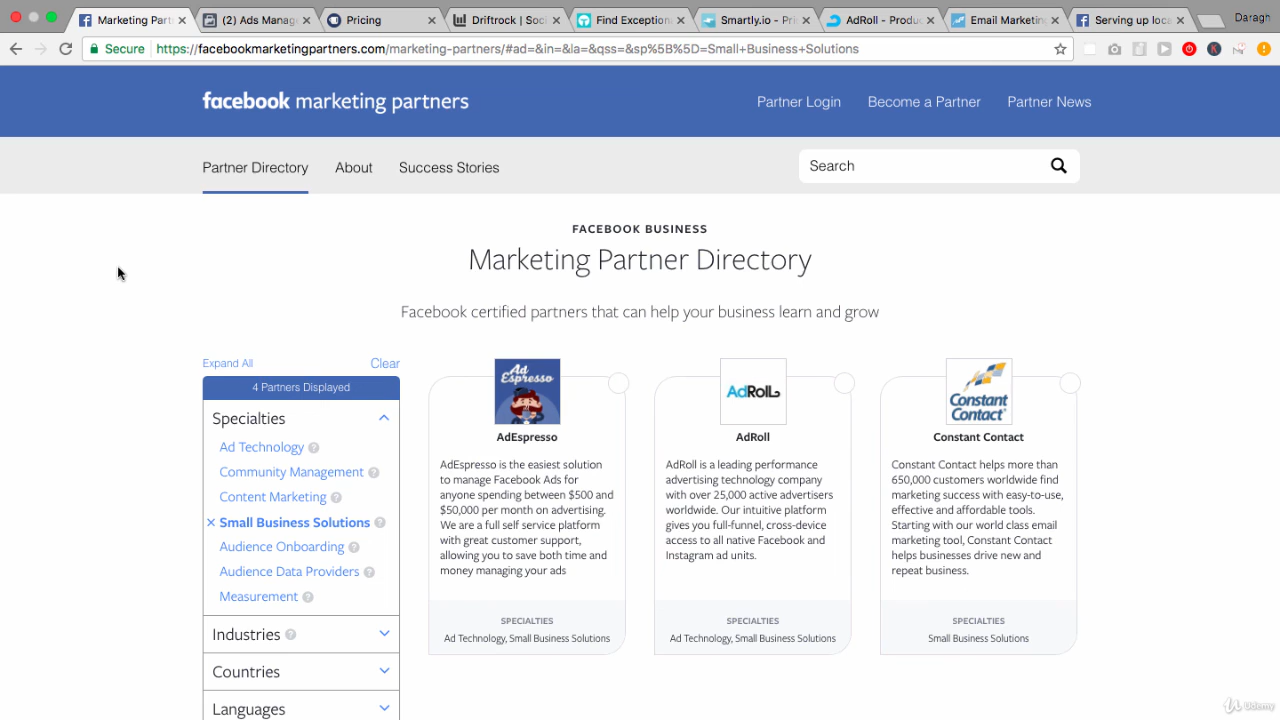 Marketing Part
(2) Ads Manag
Pricing
Driftrock | Soci
Find Exceptiona
Smartly.io - Pri
AdRoll - Produc
Email Marketing
Serving up loca
Daragh
Secure
https://facebookmarketingpartners.com/marketing-partners/#ad=&in=&la=&qss=&sp%5B%5D=Small+Business+Solutions
facebook marketing partners
Partner Login
Become a Partner
Partner News
Partner Directory
About
Success Stories
Search
FACEBOOK BUSINESS
Marketing Partner Directory
Facebook certified partners that can help your business learn and grow
Expand All
Clear
4 Partners Displayed
Specialties
Ad Technology ?
Community Management ?
Content Marketing ?
× Small Business Solutions ?
Audience Onboarding ?
Audience Data Providers ?
Measurement ?
Industries ?
Countries
Languages
Ad
Espresso
AdEspresso
AdEspresso is the easiest solution
to manage Facebook Ads for
anyone spending between $500 and
$50,000 per month on advertising.
We are a full self service platform
with great customer support,
allowing you to save both time and
money managing your ads
SPECIALTIES
Ad Technology, Small Business Solutions
AdRoll
AdRoll
AdRoll is a leading performance
advertising technology company
with over 25,000 active advertisers
worldwide. Our intuitive platform
gives you full-funnel, cross-device
access to all native Facebook and
Instagram ad units.
SPECIALTIES
Ad Technology, Small Business Solutions
Constant
Contact
Constant Contact
Constant Contact helps more than
650,000 customers worldwide find
marketing success with easy-to-use,
effective and affordable tools.
Starting with our world class email
marketing tool, Constant Contact
helps businesses drive new and
repeat business.
SPECIALTIES
Small Business Solutions
Udemy